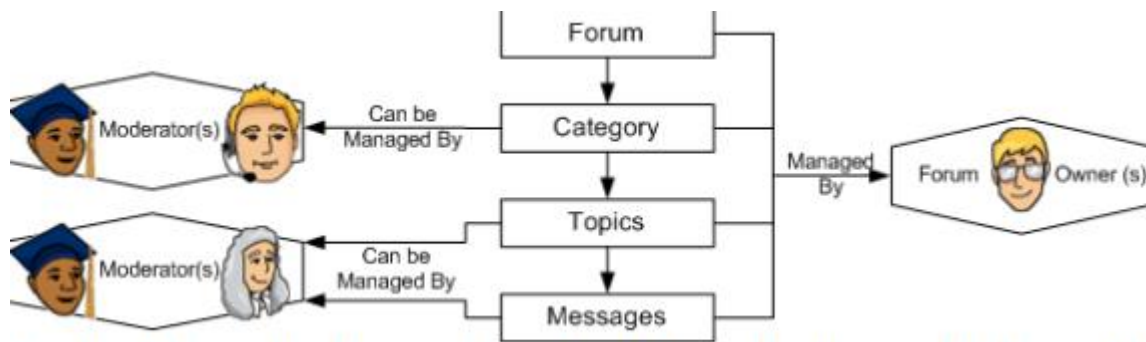 Forum
Can be
Managed By
Moderator(s)
Category
Managed
By
Forum Owner (s)
Topics
Moderator(s)
Can be
Managed By
Messages